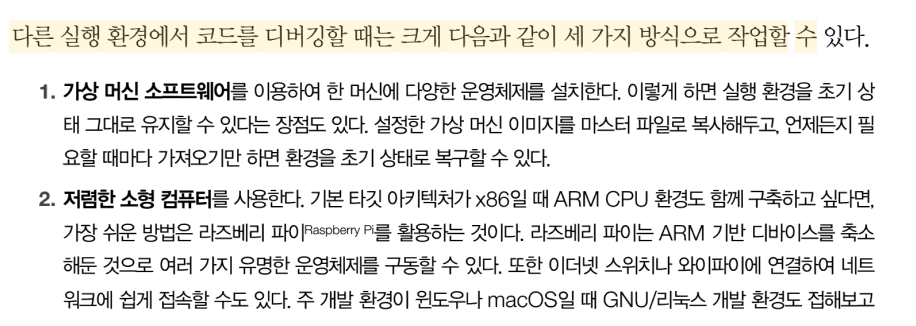 다른 실행 환경에서 코드를 디버깅할 때는 크게 다음과 같이 세 가지 방식으로 작업할 수 있다.
1. 가상 머신 소프트웨어를 이용하여 한 머신에 다양한 운영체제를 설치한다. 이렇게 하면 실행 환경을 초기 상
태 그대로 유지할 수 있다는 장점도 있다. 설정한 가상 머신 이미지를 마스터 파일로 복사해두고, 언제든지 필
요할 때마다 가져오기만 하면 환경을 초기 상태로 복구할 수 있다.
2. 저렴한 소형 컴퓨터를 사용한다. 기본 타깃 아키텍처가 x86일 때 ARM CPU 환경도 함께 구축하고 싶다면,
가장 쉬운 방법은 라즈베리 파이Raspberry Pi를 활용하는 것이다. 라즈베리 파이는 ARM 기반 디바이스를 축소
해둔 것으로 여러 가지 유명한 운영체제를 구동할 수 있다. 또한 이더넷 스위치나 와이파이에 연결하여 네트
워크에 쉽게 접속할 수도 있다. 주 개발 환경이 윈도우나 macOS일 때 GNU/리눅스 개발 환경도 접해보고